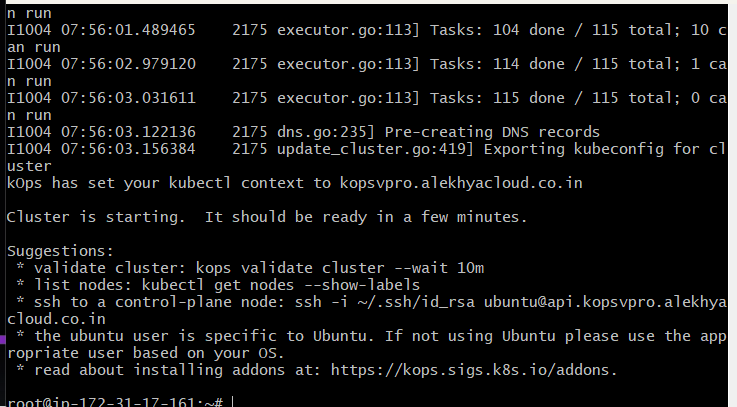 n run
I1004 07:56:01.489465    2175 executor.go:113] Tasks: 104 done / 115 total; 10 c
an run
I1004 07:56:02.979120    2175 executor.go:113] Tasks: 114 done / 115 total; 1 ca
n run
I1004 07:56:03.031611    2175 executor.go:113] Tasks: 115 done / 115 total; 0 ca
n run
I1004 07:56:03.122136    2175 dns.go:235] Pre-creating DNS records
I1004 07:56:03.156384    2175 update_cluster.go:419] Exporting kubeconfig for cl
uster
kOps has set your kubectl context to kopsvpro.alekhyacloud.co.in

Cluster is starting.  It should be ready in a few minutes.

Suggestions:
 * validate cluster: kops validate cluster --wait 10m
 * list nodes: kubectl get nodes --show-labels
 * ssh to a control-plane node: ssh -i ~/.ssh/id_rsa ubuntu@api.kopsvpro.alekhya
cloud.co.in
 * the ubuntu user is specific to Ubuntu. If not using Ubuntu please use the app
ropriate user based on your OS.
 * read about installing addons at: https://kops.sigs.k8s.io/addons.

root@ip-172-31-17-161:~#